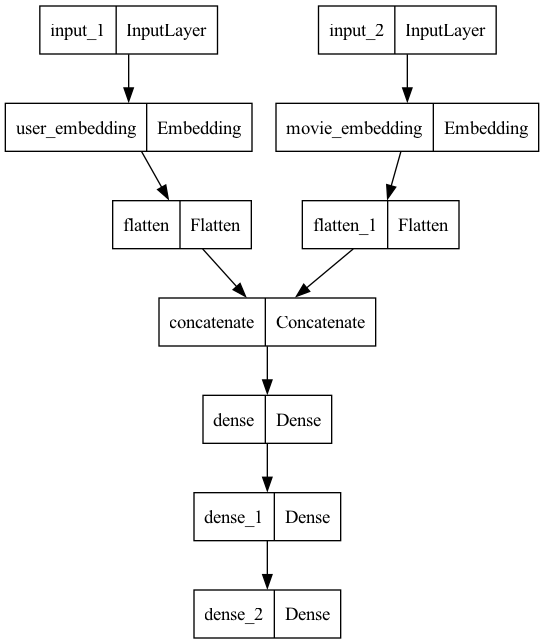 input_1 InputLayer
input_2 InputLayer
user_embedding Embedding
movie_embedding Embedding
flatten Flatten
flatten_1 Flatten
concatenate Concatenate
dense Dense
dense_1 Dense
dense_2 Dense